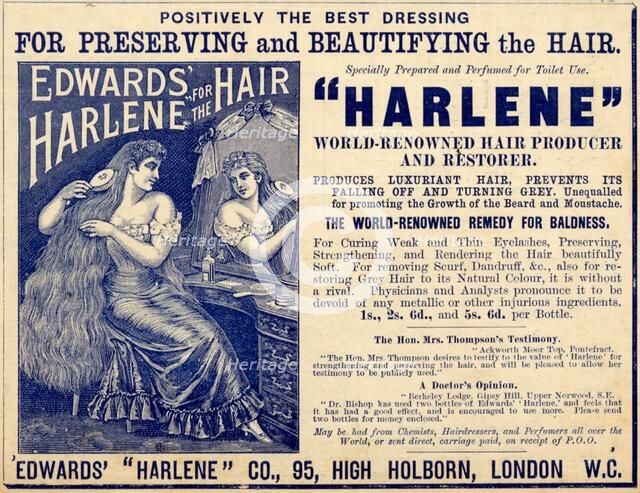 POSITIVELY THE BEST DRESSING
FOR PRESERVING and BEAUTIFYING the HAIR.
EDWARDS'
HARLENE" FOR THE HAIR
Specially Prepared and Perfumed for Toilet Use.
"HARLENE"
WORLD-RENOWNED HAIR PRODUCER
AND RESTORER.
PRODUCES LUXURIANT HAIR, PREVENTS ITS
FALLING OFF AND TURNING GREY. Unequalled
for promoting the Growth of the Beard and Moustache.
THE WORLD-RENOWNED REMEDY FOR BALDNESS.
For Curing Weak and Thin Eyelashes, Preserving,
Strengthening, and Rendering the Hair beautifully
Soft. For removing Scurf, Dandruff, &c., also for re-
storing Grey Hair to its Natural Colour, it is without
a rival. Physicians and Analysts pronounce it to be
devoid of any metallic or other injurious ingredients.
1s., 2s. 6d., and 5s. 6d. per Bottle.
The Hon. Mrs. Thompson's Testimony.
"Ackworth Moor Top, Pontefract.
"The Hon. Mrs. Thompson desires to testify to the value of 'Harlene' for
strengthening and preserving the hair, and will be pleased to allow her
testimony to be publicly used."
A Doctor's Opinion.
"Berkeley Lodge, Gipsy Hill, Upper Norwood, S.E.
"Dr. Bishop has used two bottles of Edwards' 'Harlene,' and feels that
it has had a good effect, and is encouraged to use more. Please send
two bottles for money enclosed."
May be had from Chemists, Hairdressers, and Perfumers all over the
World, or sent direct, carriage paid, on receipt of P.O.O.
EDWARDS' "HARLENE" CO., 95, HIGH HOLBORN, LONDON W.C.
Heritage
Heritage
Heritage
Heritage
Heritage
Heritage